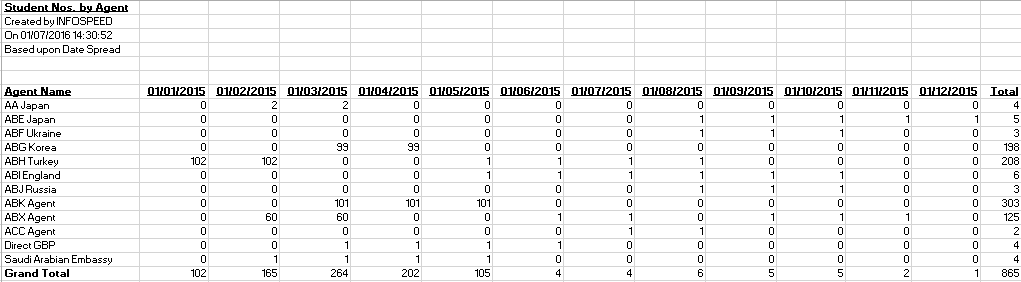 Student Nos. by Agent
Created by INFOSPEED
On 01/07/2016 14:30:52
Based upon Date Spread
Agent Name 01/01/2015 01/02/2015 01/03/2015 01/04/2015 01/05/2015 01/06/2015 01/07/2015 01/08/2015 01/09/2015 01/10/2015 01/11/2015 01/12/2015 Total
AA Japan 0 2 2 0 0 0 0 0 0 0 0 0 4
ABE Japan 0 0 0 0 0 0 0 1 1 1 1 1 5
ABF Ukraine 0 0 0 0 0 0 0 1 1 1 0 0 3
ABG Korea 0 0 99 99 0 0 0 0 0 0 0 0 198
ABH Turkey 102 102 0 0 1 1 1 1 0 0 0 0 208
ABI England 0 0 0 0 1 1 1 1 1 1 0 0 6
ABJ Russia 0 0 0 0 0 0 0 1 1 1 0 0 3
ABK Agent 0 0 101 101 101 0 0 0 0 0 0 0 303
ABX Agent 0 60 60 0 0 1 1 0 1 1 1 0 125
ACC Agent 0 0 0 0 0 0 1 1 0 0 0 0 2
Direct GBP 0 0 1 1 1 1 0 0 0 0 0 0 4
Saudi Arabian Embassy 0 1 1 1 1 0 0 0 0 0 0 0 4
Grand Total 102 165 264 202 105 4 4 6 5 5 2 1 865